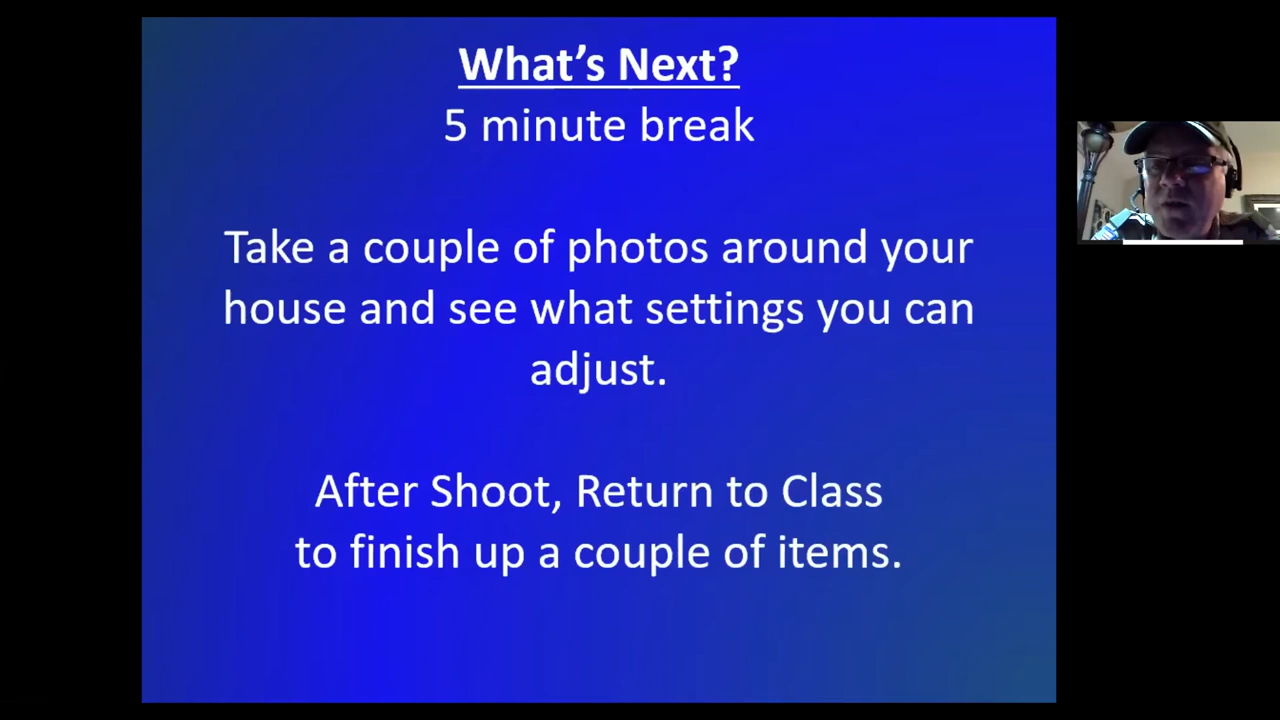 What’s Next?
5 minute break
Take a couple of photos around your
house and see what settings you can
adjust.
After Shoot, Return to Class
to finish up a couple of items.